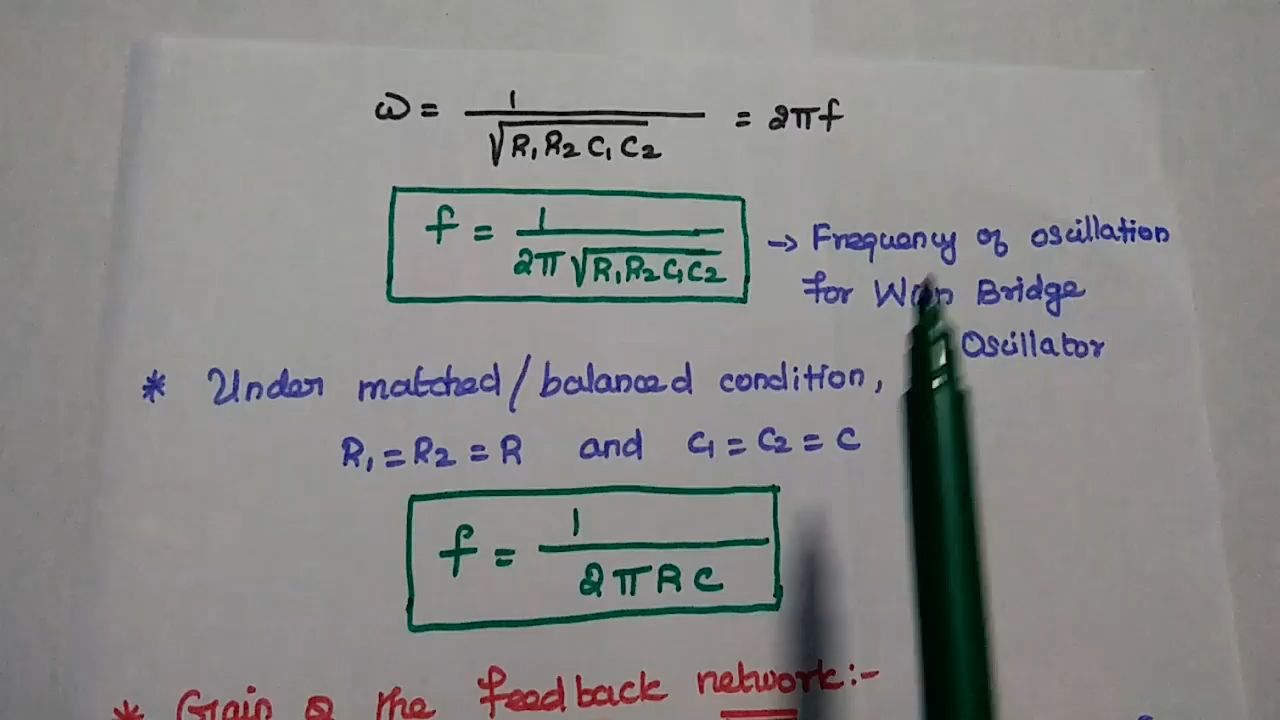 ω = 1 / √R₁R₂C₁C₂ = 2πf
f = 1 / 2π√R₁R₂C₁C₂ → Frequency of oscillation
for Bridge
Oscillator
* Under matched/balanced condition,
R₁ = R₂ = R and C₁ = C₂ = C
f = 1 / 2πRC
* Gain of the feedback network:-